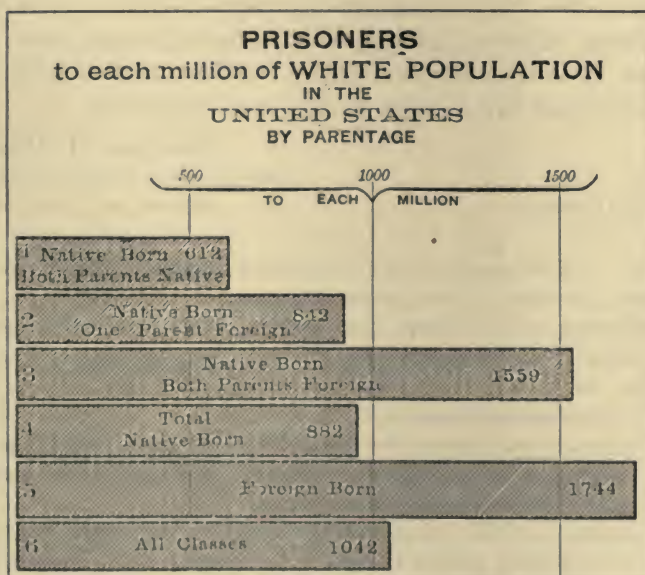 PRISONERS
to each million of WHITE POPULATION
IN THE
UNITED STATES
BY PARENTAGE
500 1000 1500
TO EACH MILLION
1 Native Born 612
Both Parents Native
2 Native Born 842
One Parent Foreign
3 Native Born 1559
Both Parents Foreign
4 Total 882
Native Born
5 Foreign Born 1744
6 All Classes 1042